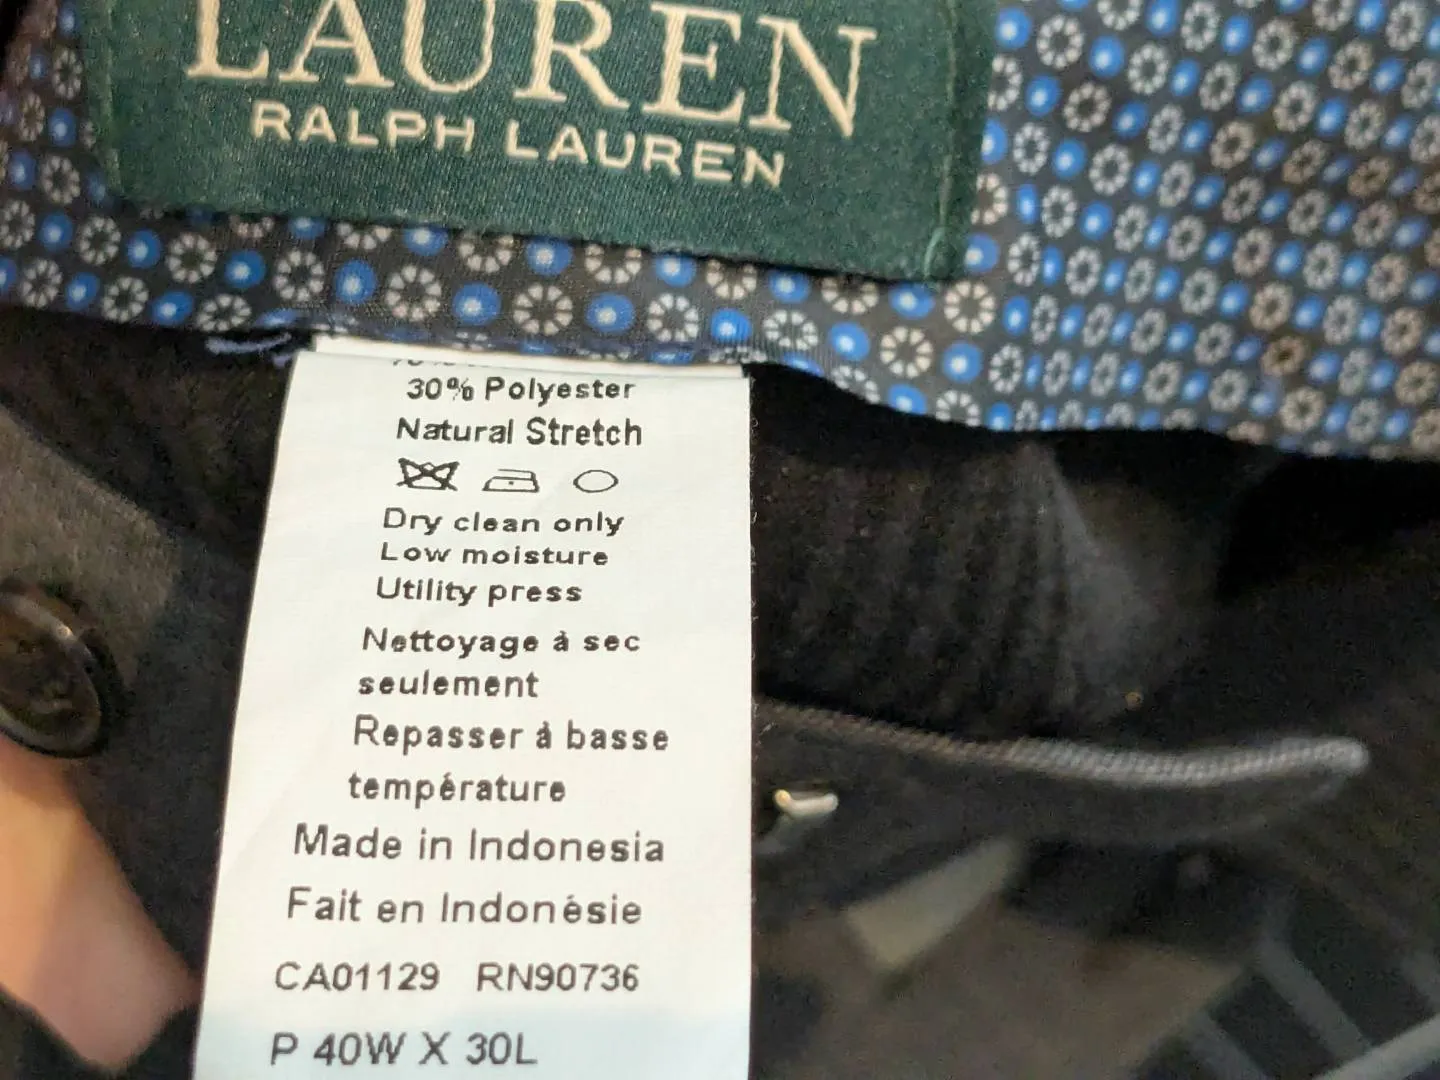 LAUREN
RALPH LAUREN
30% Polyester
Natural Stretch
Dry clean only
Low moisture
Utility press
Nettoyage à sec
seulement
Repasser à basse
température
Made in Indonesia
Fait en Indonésie
CA01129 RN90736
P 40W X 30L